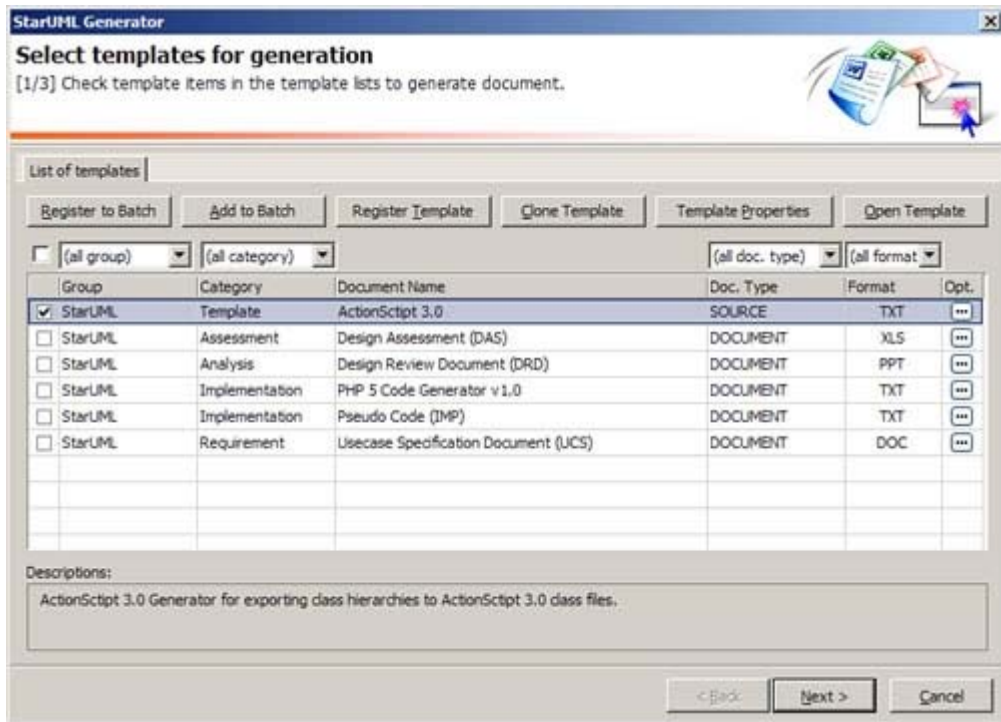 StarUML Generator
Select templates for generation
[1/3] Check template items in the template lists to generate document.
List of templates
Register to Batch Add to Batch Register Template Clone Template Template Properties Open Template
(all group) (all category) (all doc. type) (all format
Group Category Document Name Doc. Type Format Opt.
StarUML Template ActionSctipt 3.0 SOURCE TXT
StarUML Assessment Design Assessment (DAS) DOCUMENT XLS
StarUML Analysis Design Review Document (DRD) DOCUMENT PPT
StarUML Implementation PHP 5 Code Generator v1.0 DOCUMENT TXT
StarUML Implementation Pseudo Code (IMP) DOCUMENT TXT
StarUML Requirement Usecase Specification Document (UCS) DOCUMENT DOC
Descriptions:
ActionSctipt 3.0 Generator for exporting class hierarchies to ActionSctipt 3.0 class files.
< Back Next > Cancel